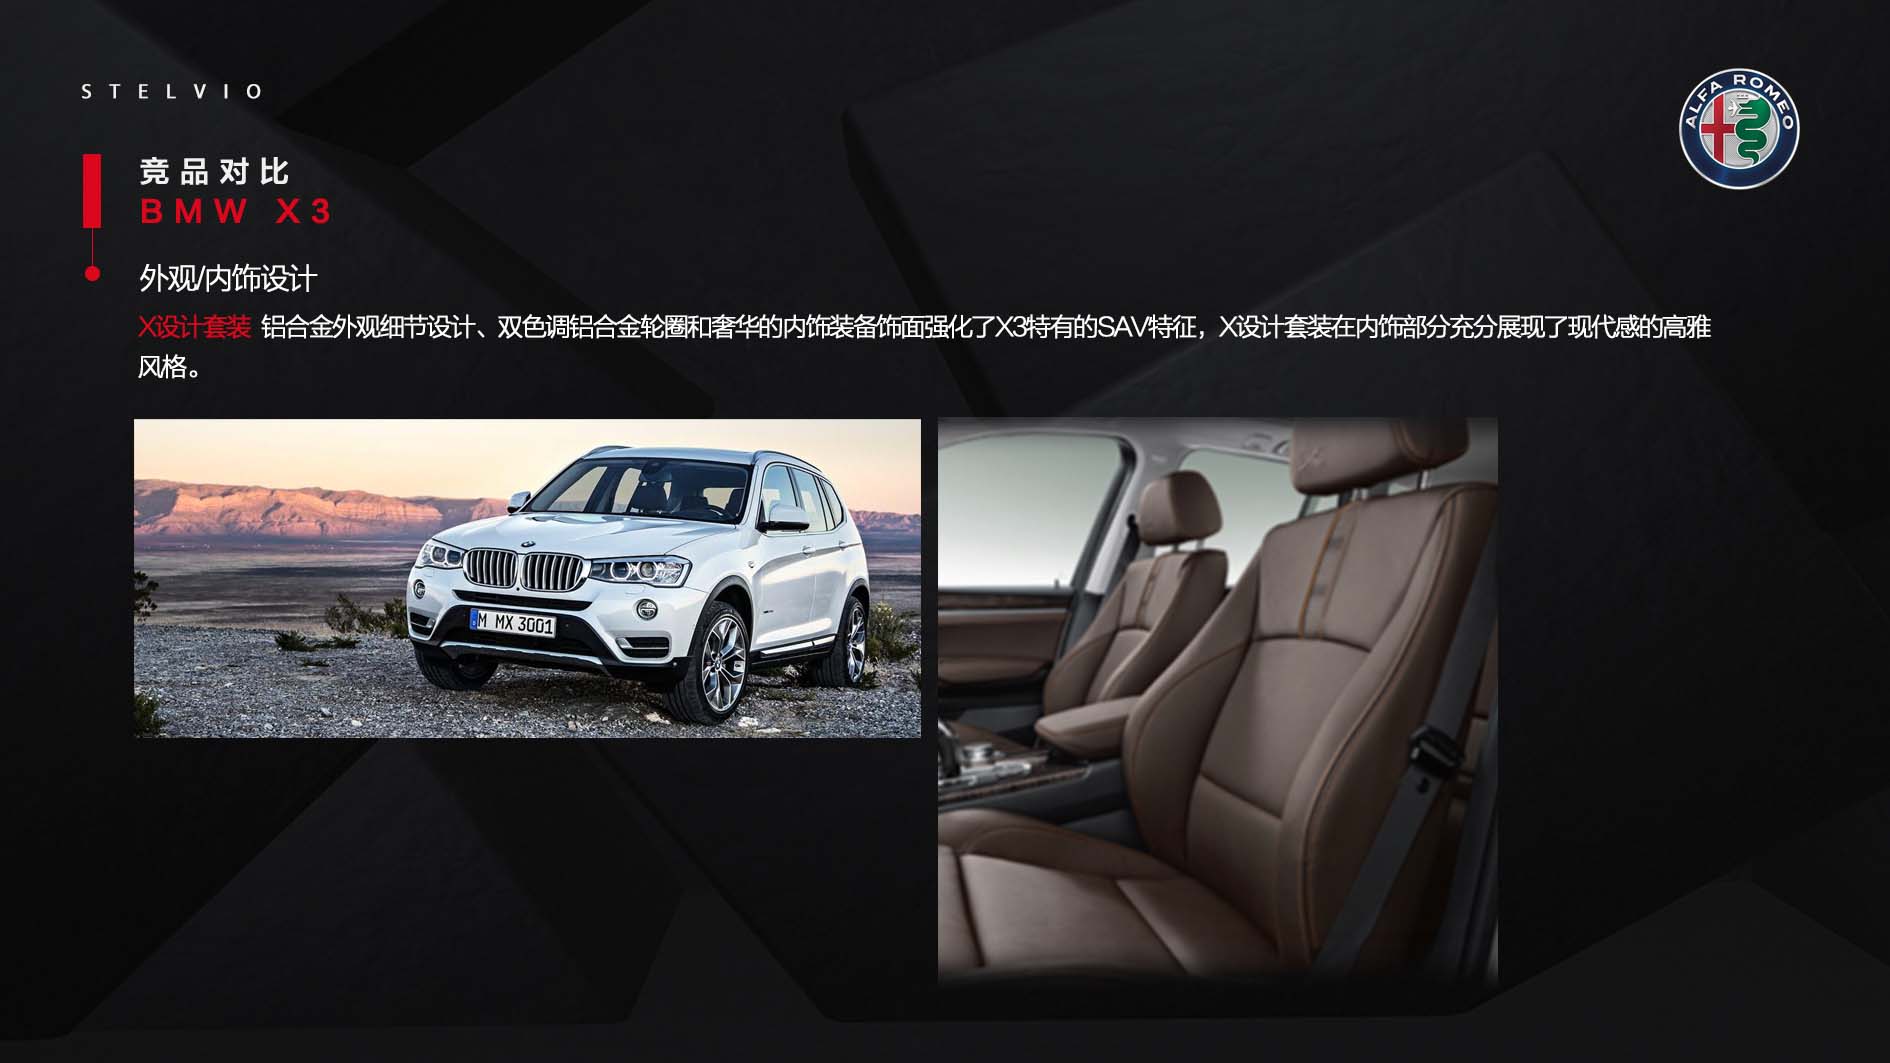 STELVIO
ALFA ROMEO
竞品对比
BMW X3
外观/内饰设计
X设计套装 铝合金外观细节设计、双色调铝合金轮圈和奢华的内饰装备饰面强化了X3特有的SAV特征，X设计套装在内饰部分充分展现了现代感的高雅
风格。
M MX 3001